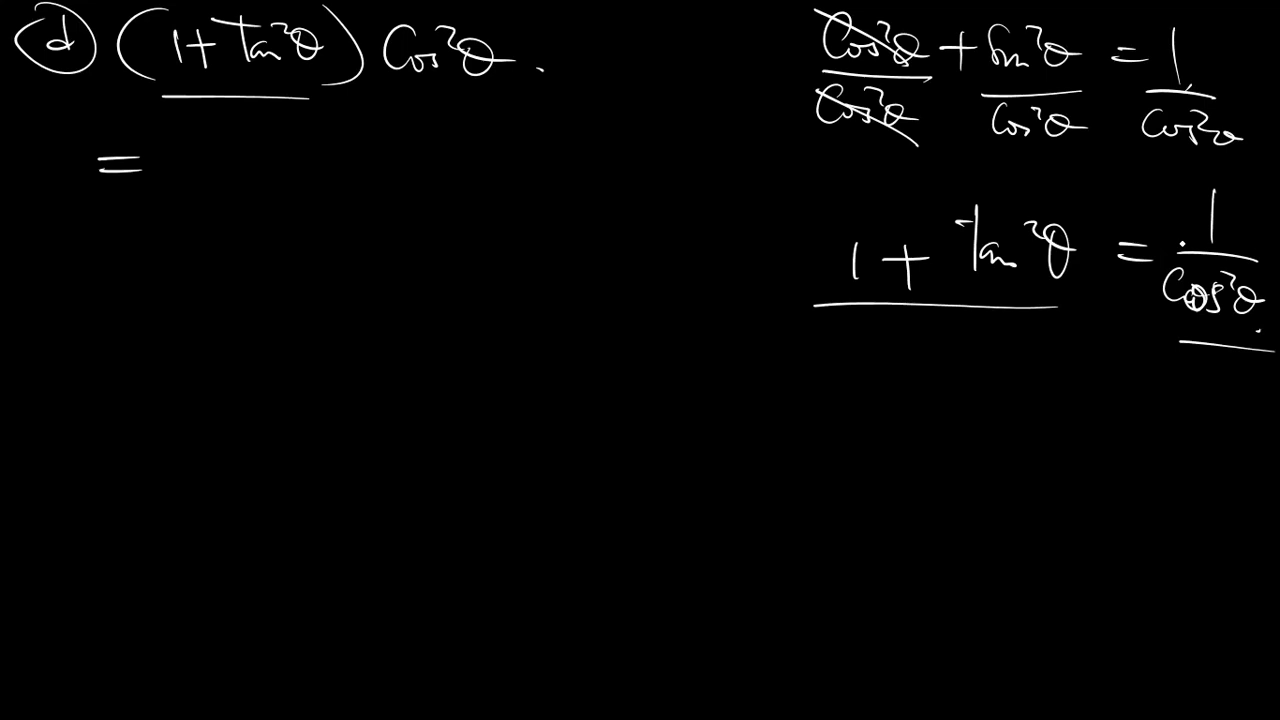 (d) (1 + tan²θ) Cos²θ.
=
Cos²θ/Cos²θ + Sin²θ/Cos²θ = 1/Cos²θ
1 + tan²θ = 1/Cos²θ